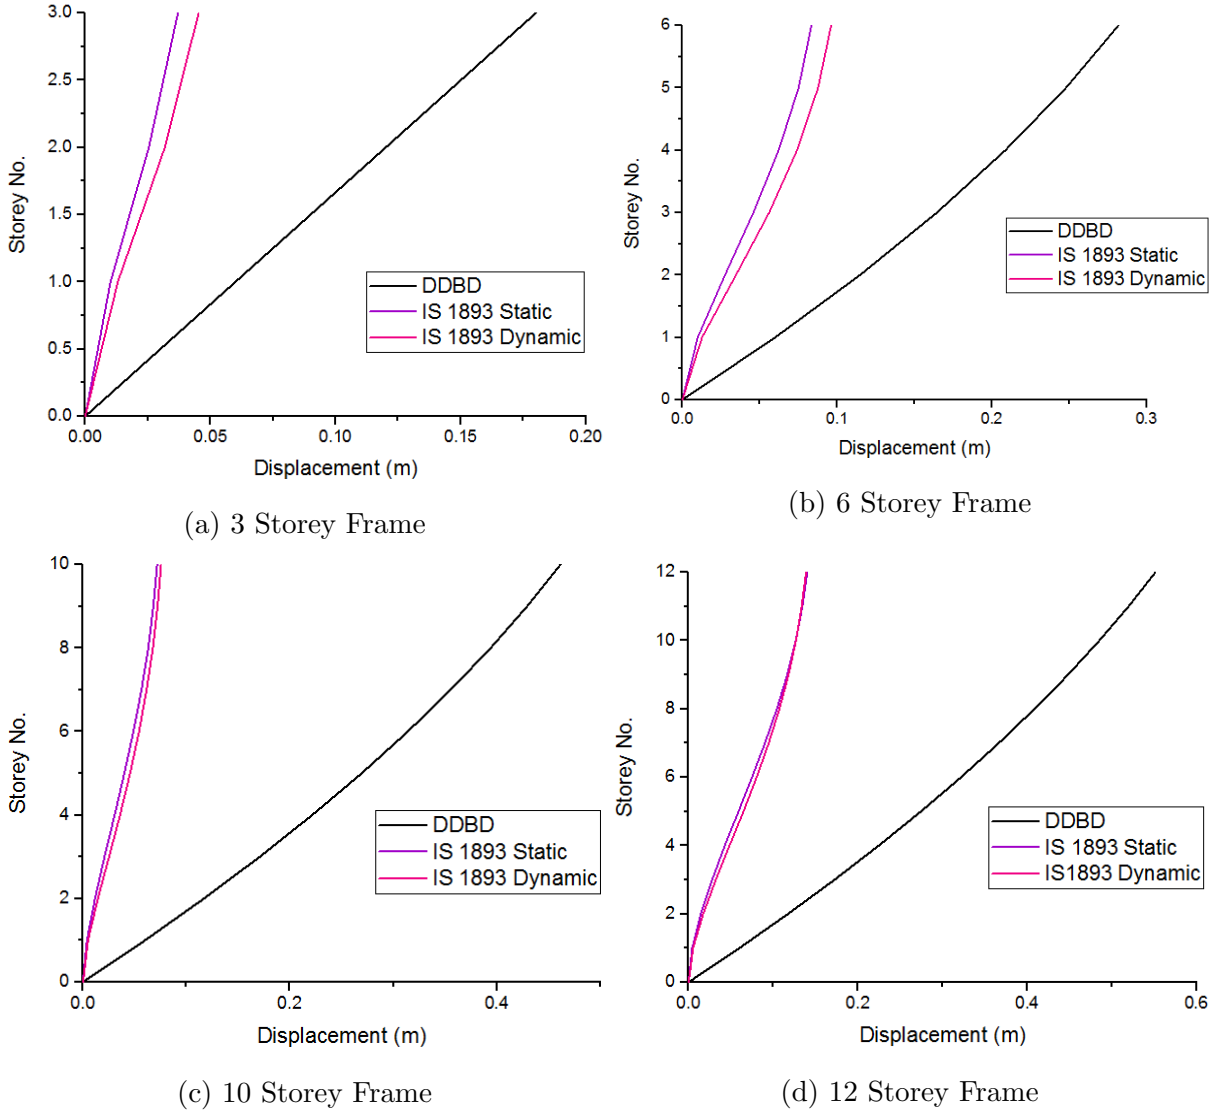 3.0
2.5
2.0
1.5
1.0
0.5
0.0
Storey No.
DDBD
IS 1893 Static
IS 1893 Dynamic
0.00 0.05 0.10 0.15 0.20
Displacement (m)
(a) 3 Storey Frame
6
5
4
3
2
1
0
Storey No.
DDBD
IS 1893 Static
IS 1893 Dynamic
0.0 0.1 0.2 0.3
Displacement (m)
(b) 6 Storey Frame
10
8
6
4
2
0
Storey No.
DDBD
IS 1893 Static
IS 1893 Dynamic
0.0 0.2 0.4
Displacement (m)
(c) 10 Storey Frame
12
10
8
6
4
2
0
Storey No.
DDBD
IS 1893 Static
IS1893 Dynamic
0.0 0.2 0.4 0.6
Displacement (m)
(d) 12 Storey Frame